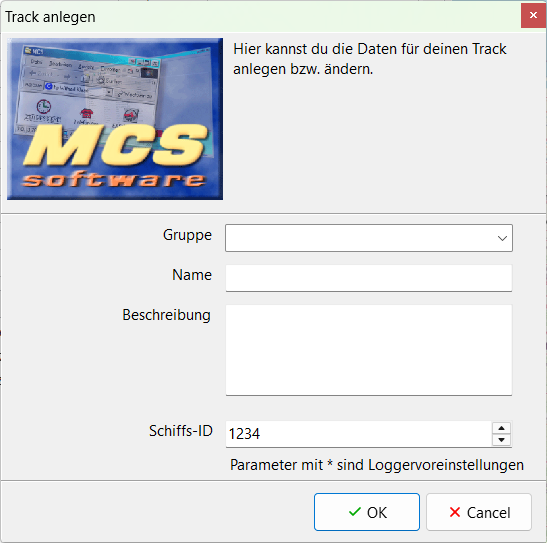 Track anlegen
Hier kannst du die Daten für deinen Track
anlegen bzw. ändern.
MCS
software
Gruppe
Name
Beschreibung
Schiffs-ID
1234
Parameter mit * sind Loggervoreinstellungen
OK
Cancel